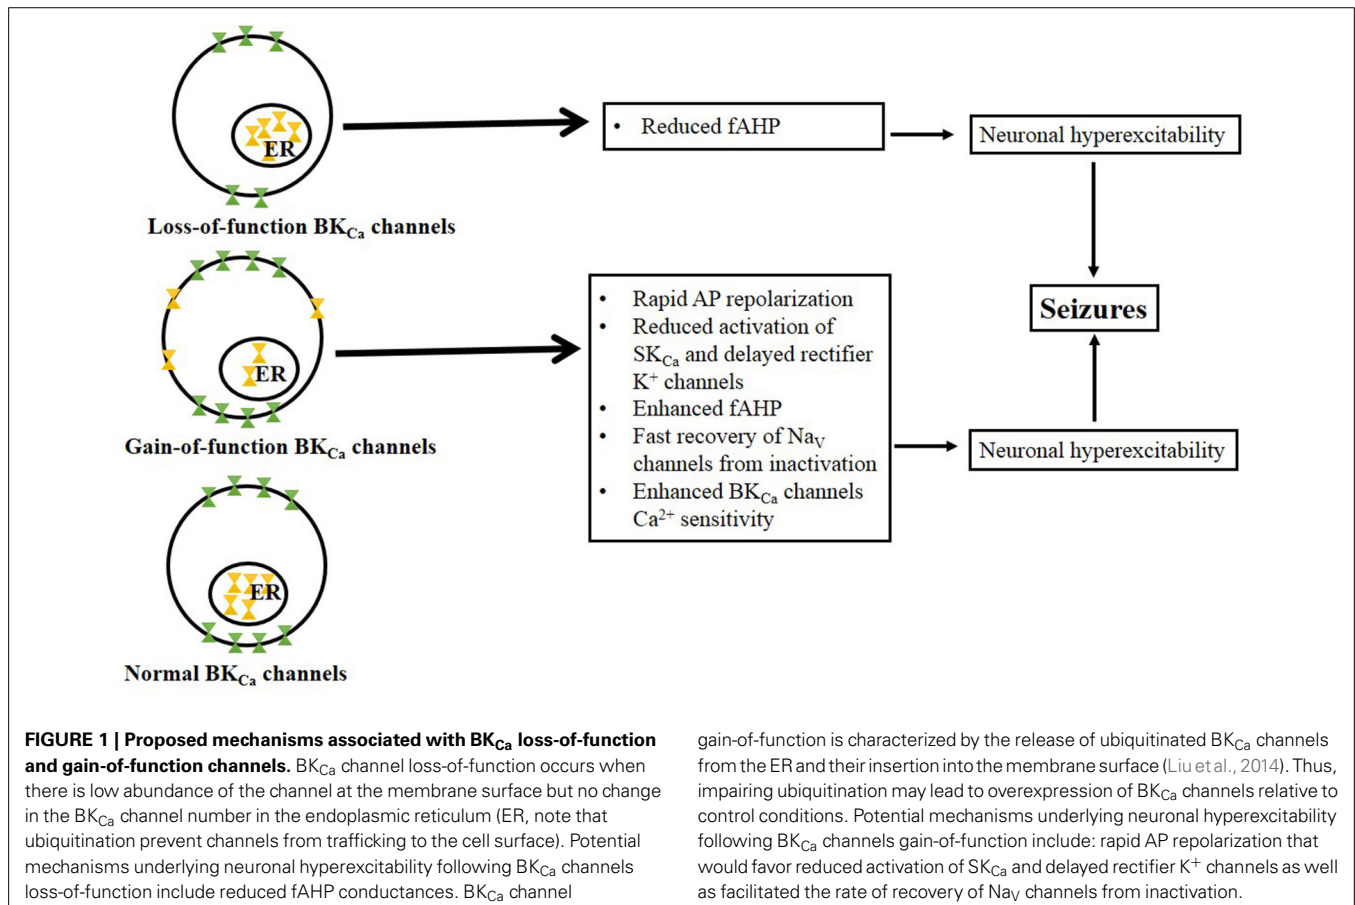 ER
Loss-of-function BKCa channels
• Reduced fAHP
Neuronal hyperexcitability
ER
Gain-of-function BKCa channels
• Rapid AP repolarization
• Reduced activation of
SKCa and delayed rectifier
K+ channels
• Enhanced fAHP
• Fast recovery of NaV
channels from inactivation
• Enhanced BKCa channels
Ca2+ sensitivity
Seizures
Neuronal hyperexcitability
ER
Normal BKCa channels
FIGURE 1 | Proposed mechanisms associated with BKCa loss-of-function
and gain-of-function channels. BKCa channel loss-of-function occurs when
there is low abundance of the channel at the membrane surface but no change
in the BKCa channel number in the endoplasmic reticulum (ER, note that
ubiquitination prevent channels from trafficking to the cell surface). Potential
mechanisms underlying neuronal hyperexcitability following BKCa channels
loss-of-function include reduced fAHP conductances. BKCa channel
gain-of-function is characterized by the release of ubiquitinated BKCa channels
from the ER and their insertion into the membrane surface (Liu et al., 2014). Thus,
impairing ubiquitination may lead to overexpression of BKCa channels relative to
control conditions. Potential mechanisms underlying neuronal hyperexcitability
following BKCa channels gain-of-function include: rapid AP repolarization that
would favor reduced activation of SKCa and delayed rectifier K+ channels as well
as facilitated the rate of recovery of NaV channels from inactivation.